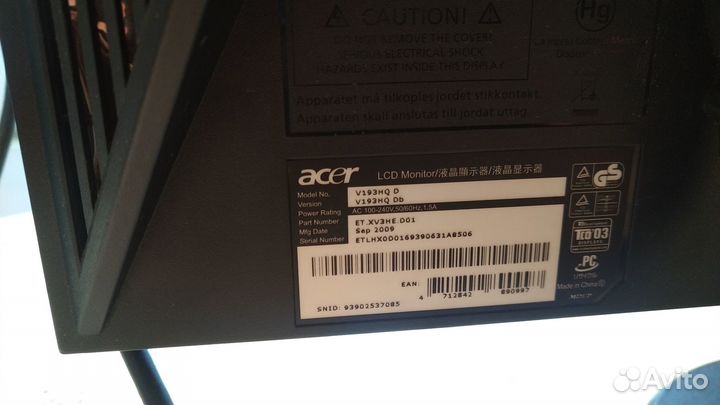 CAUTION!
DO NOT REMOVE THE COVER!
SERIOUS ELECTRICAL SHOCK
HAZARDS EXIST INSIDE THIS DISPLAY.
Hg
Apparatet må tilkoples jordet stikkontakt.
Apparaten skall anslutas till jordat uttag.
acer LCD Monitor/液晶顯示器/液晶显示器
Model No. V193HQ D
Version V193HQ Db
Power Rating AC 100-240V,50/60Hz,1.5A
Part Number ET.XV3HE.D01
Mfg Date Sep 2009
Serial Number ETLHX0D0169390631A8506
EAN:
4 712842 890997
SNID: 93902537085
GS
TCO'03
DISPLAYS
PC
Made in China
Avito